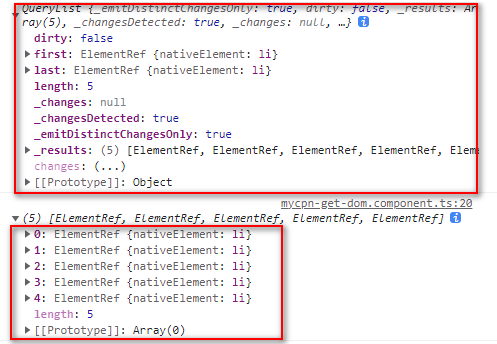 QueryList {_emitDistinctChangesOnly: true, dirty: false, _results: Ar
ray(5), _changesDetected: true, _changes: null, …} i
dirty: false
first: ElementRef {nativeElement: li}
last: ElementRef {nativeElement: li}
length: 5
_changes: null
_changesDetected: true
_emitDistinctChangesOnly: true
_results: (5) [ElementRef, ElementRef, ElementRef, ElementRef, Elem
changes: (...)
[[Prototype]]: Object
mycpn-get-dom.component.ts:20
(5) [ElementRef, ElementRef, ElementRef, ElementRef, ElementRef] i
0: ElementRef {nativeElement: li}
1: ElementRef {nativeElement: li}
2: ElementRef {nativeElement: li}
3: ElementRef {nativeElement: li}
4: ElementRef {nativeElement: li}
length: 5
[[Prototype]]: Array(0)